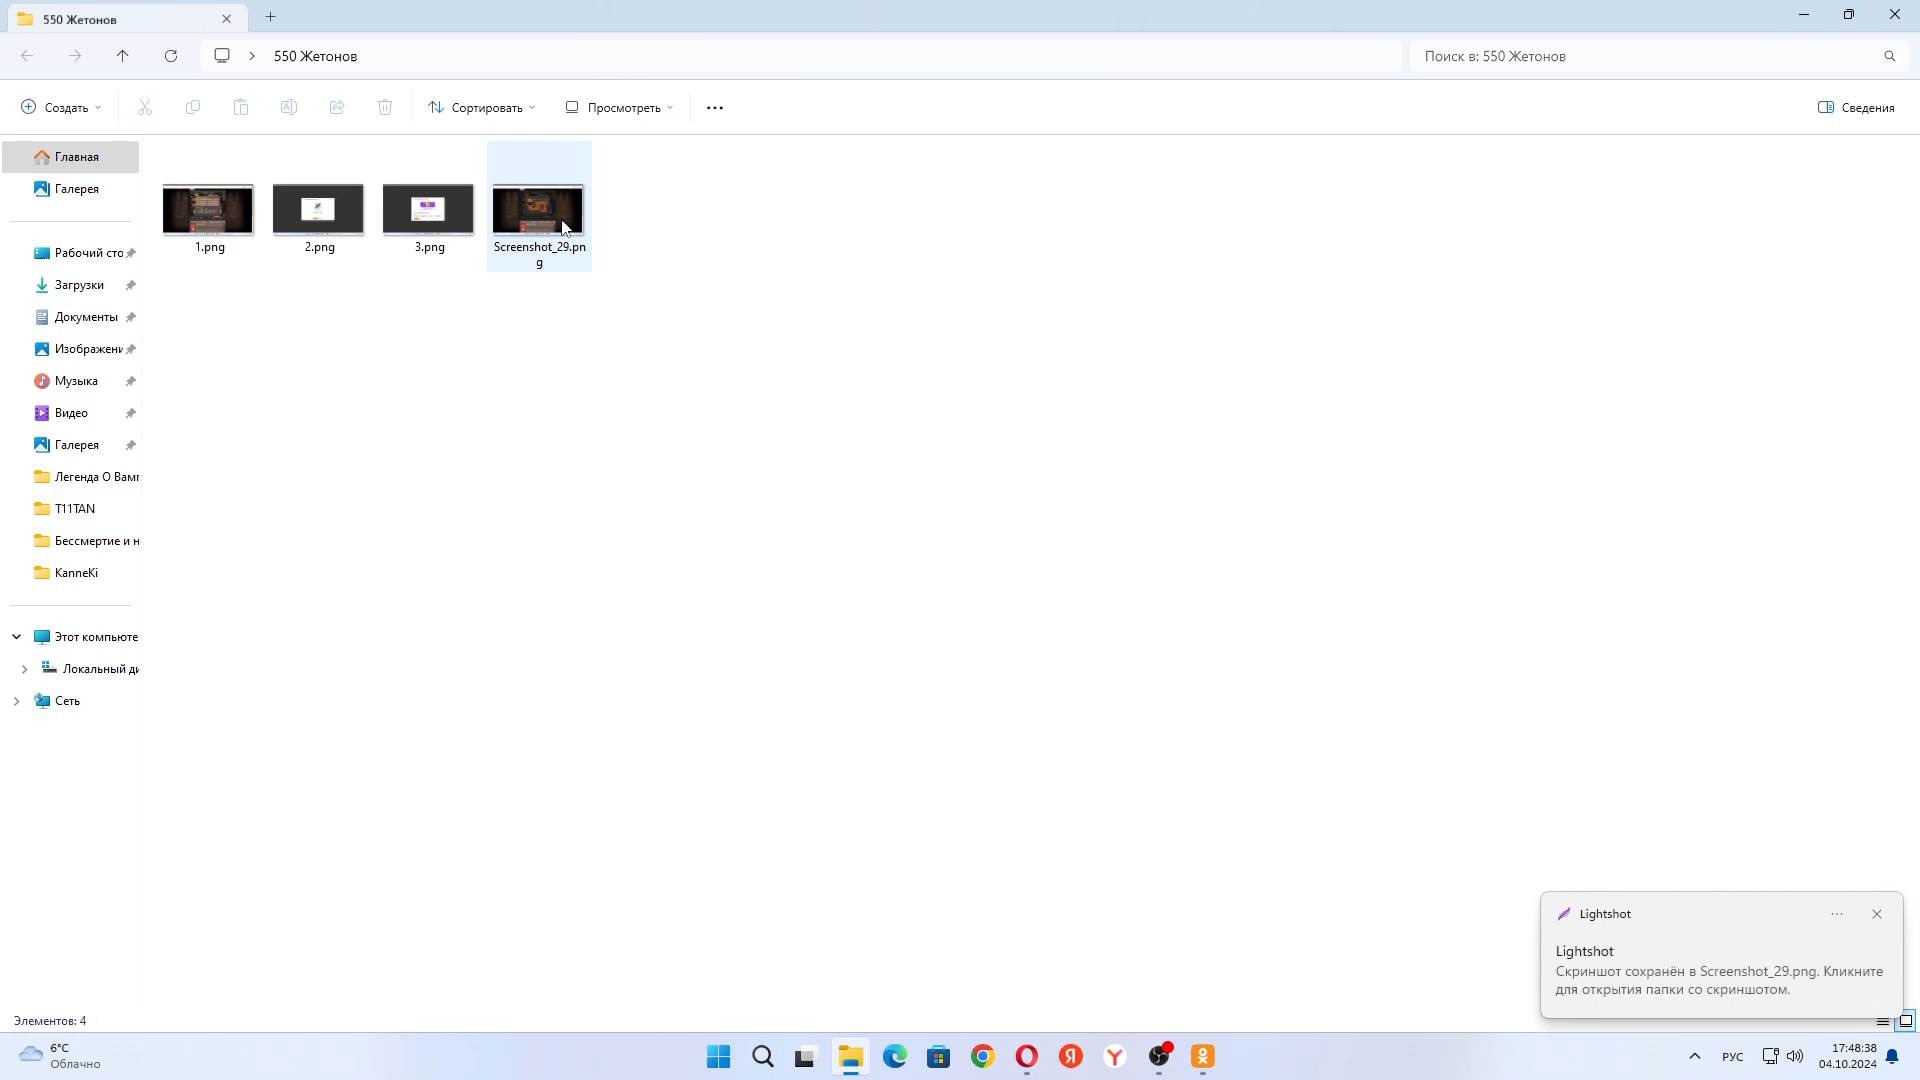 550 Жетонов
550 Жетонов
Поиск в: 550 Жетонов
Создать
Сортировать
Просмотреть
Сведения
Главная
Галерея
Рабочий сто
Загрузки
Документы
Изображени
Музыка
Видео
Галерея
Легенда О Вамп
T11TAN
Бессмертие и н
KanneKi
Этот компьюте
Локальный ди
Сеть
1.png
2.png
3.png
Screenshot_29.pn
g
Lightshot
Lightshot
Скриншот сохранён в Screenshot_29.png. Кликните
для открытия папки со скриншотом.
Элементов: 4
6°C
Облачно
РУС
17:48:38
04.10.2024